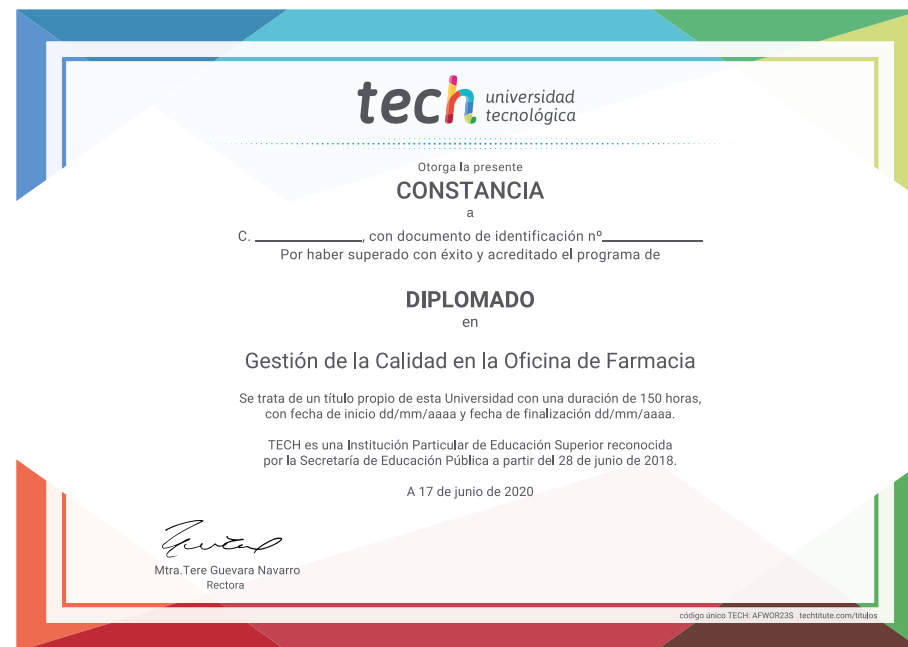 tech universidad
tecnológica
Otorga la presente
CONSTANCIA
a
C. ______________, con documento de identificación nº_____________
Por haber superado con éxito y acreditado el programa de
DIPLOMADO
en
Gestión de la Calidad en la Oficina de Farmacia
Se trata de un título propio de esta Universidad con una duración de 150 horas,
con fecha de inicio dd/mm/aaaa y fecha de finalización dd/mm/aaaa.
TECH es una Institución Particular de Educación Superior reconocida
por la Secretaría de Educación Pública a partir del 28 de junio de 2018.
A 17 de junio de 2020
Mtra.Tere Guevara Navarro
Rectora
código único TECH: AFWOR23S techtitute.com/titulos